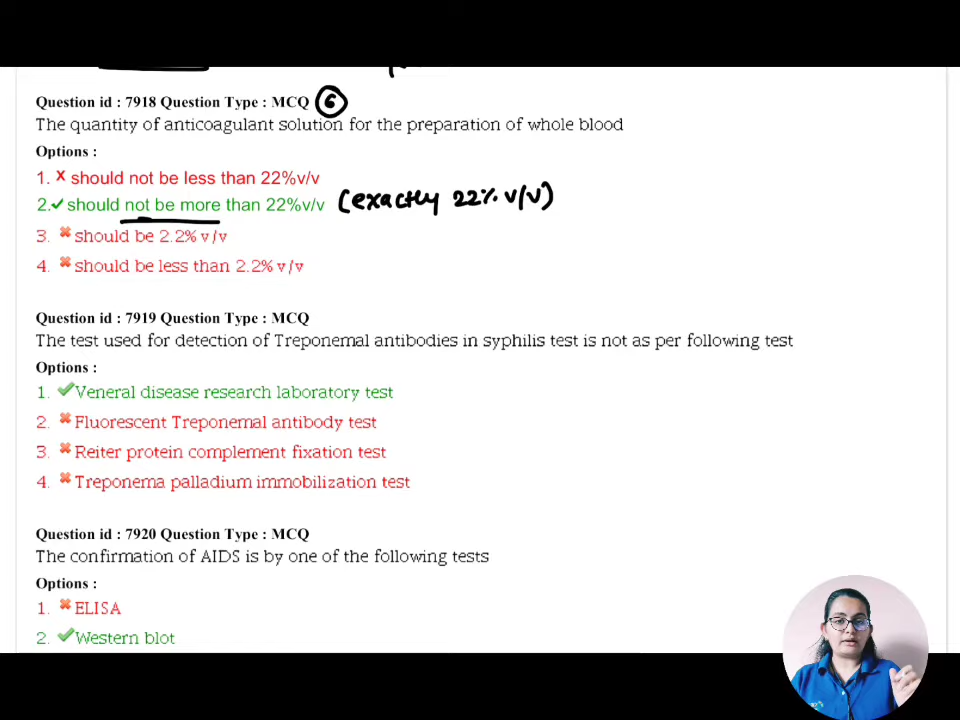 Question id : 7918 Question Type : MCQ 6
The quantity of anticoagulant solution for the preparation of whole blood
Options :
1. x should not be less than 22%v/v
2. ✓ should not be more than 22%v/v (exactly 22% v/v)
3. ✖ should be 2.2% v/v
4. ✖ should be less than 2.2% v/v
Question id : 7919 Question Type : MCQ
The test used for detection of Treponemal antibodies in syphilis test is not as per following test
Options :
1. ✓ Veneral disease research laboratory test
2. ✖ Fluorescent Treponemal antibody test
3. ✖ Reiter protein complement fixation test
4. ✖ Treponema palladium immobilization test
Question id : 7920 Question Type : MCQ
The confirmation of AIDS is by one of the following tests
Options :
1. ✖ ELISA
2. ✓ Western blot